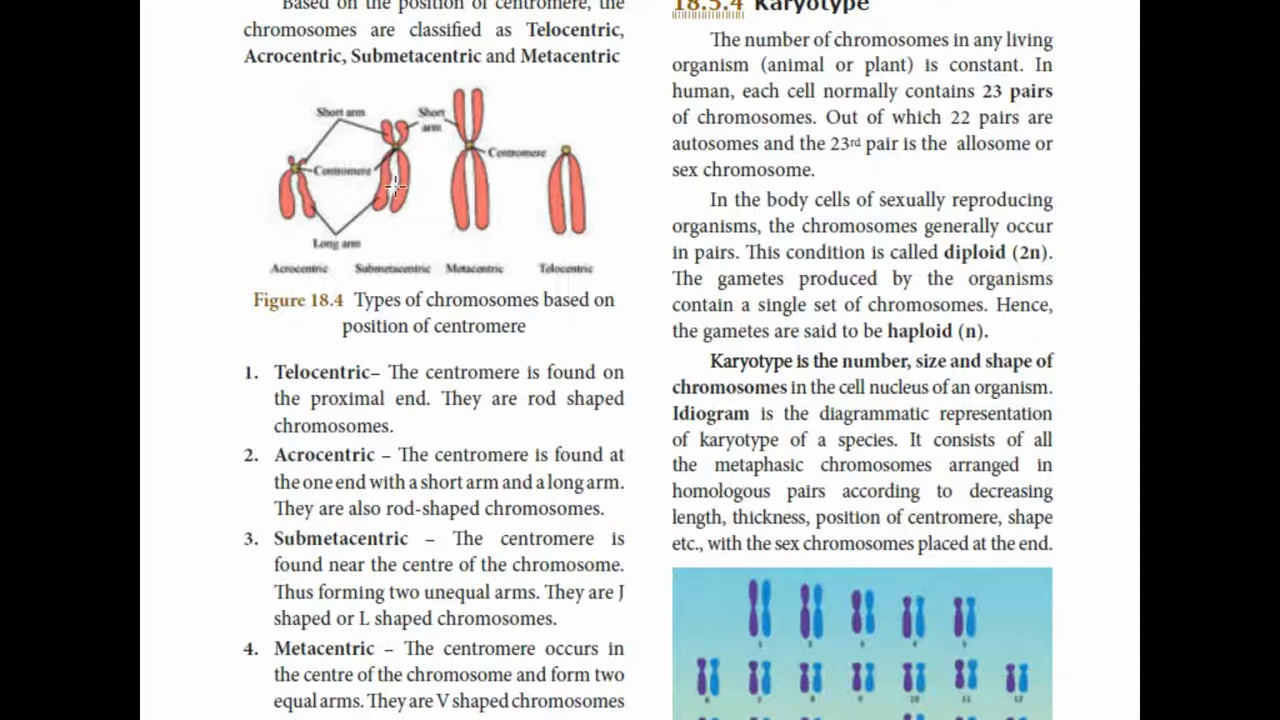 Based on the position of centromere, the
chromosomes are classified as Telocentric,
Acrocentric, Submetacentric and Metacentric
Short arm
Short
arm
Centromere
Centromere
Long arm
Acrocentric Submetacentric Metacentric Telocentric
Figure 18.4 Types of chromosomes based on
position of centromere
1. Telocentric– The centromere is found on
the proximal end. They are rod shaped
chromosomes.
2. Acrocentric – The centromere is found at
the one end with a short arm and a long arm.
They are also rod-shaped chromosomes.
3. Submetacentric – The centromere is
found near the centre of the chromosome.
Thus forming two unequal arms. They are J
shaped or L shaped chromosomes.
4. Metacentric – The centromere occurs in
the centre of the chromosome and form two
equal arms. They are V shaped chromosomes
18.5.4 Karyotype
The number of chromosomes in any living
organism (animal or plant) is constant. In
human, each cell normally contains 23 pairs
of chromosomes. Out of which 22 pairs are
autosomes and the 23rd pair is the allosome or
sex chromosome.
In the body cells of sexually reproducing
organisms, the chromosomes generally occur
in pairs. This condition is called diploid (2n).
The gametes produced by the organisms
contain a single set of chromosomes. Hence,
the gametes are said to be haploid (n).
Karyotype is the number, size and shape of
chromosomes in the cell nucleus of an organism.
Idiogram is the diagrammatic representation
of karyotype of a species. It consists of all
the metaphasic chromosomes arranged in
homologous pairs according to decreasing
length, thickness, position of centromere, shape
etc., with the sex chromosomes placed at the end.
10 11 12